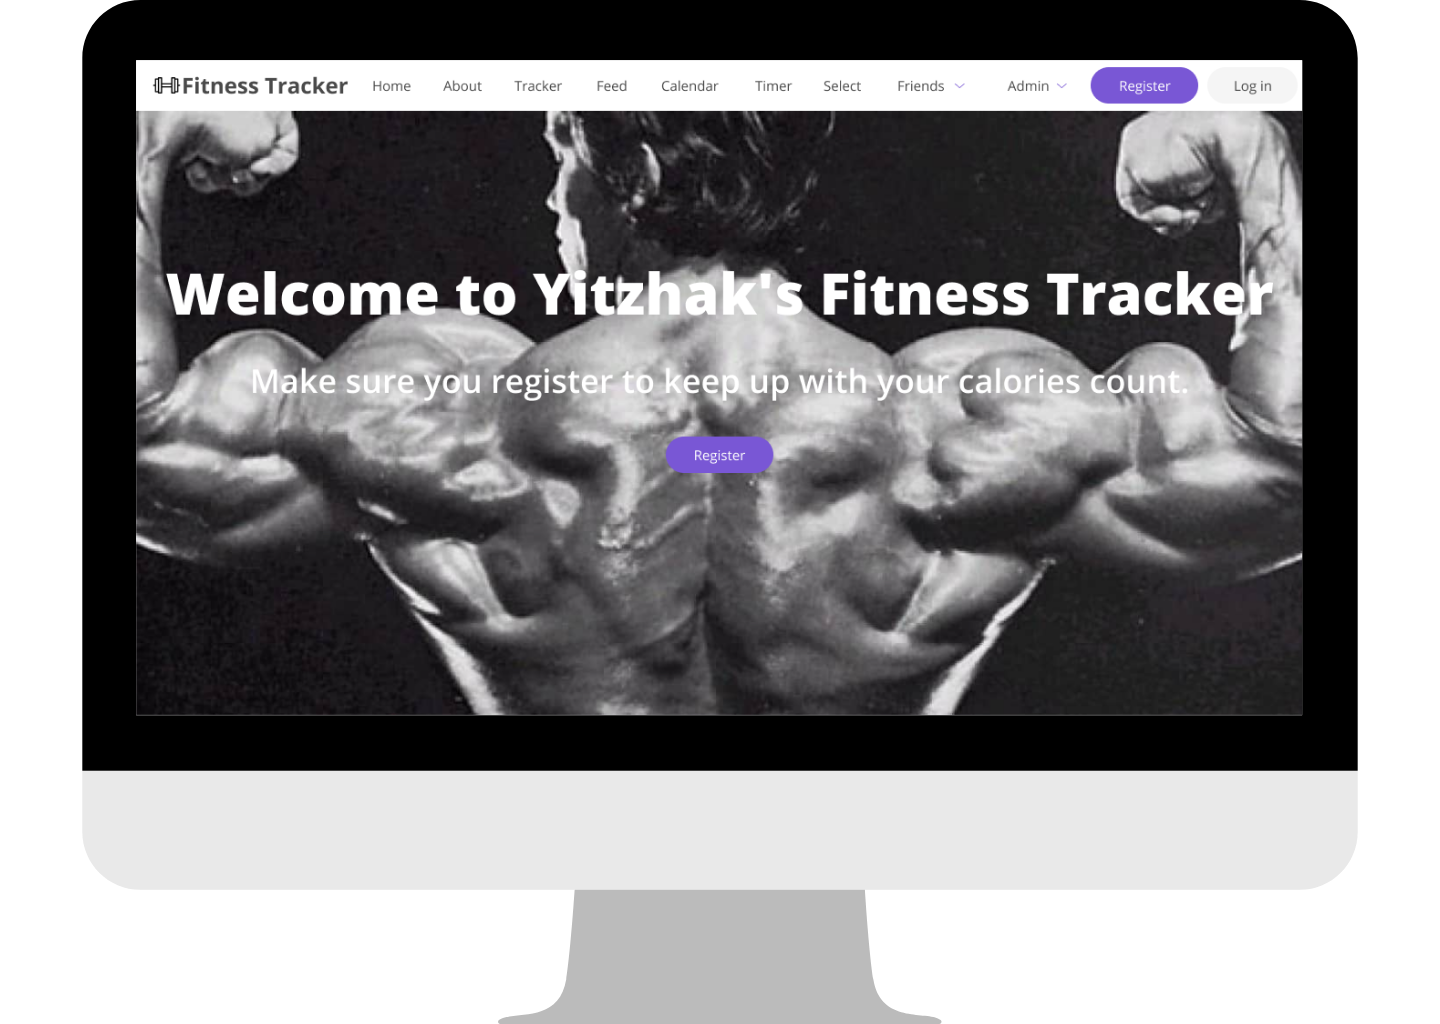 Fitness Tracker Home About Tracker Feed Calendar Timer Select Friends Admin Register Log in
Welcome to Yitzhak's Fitness Tracker
Make sure you register to keep up with your calories count.
Register